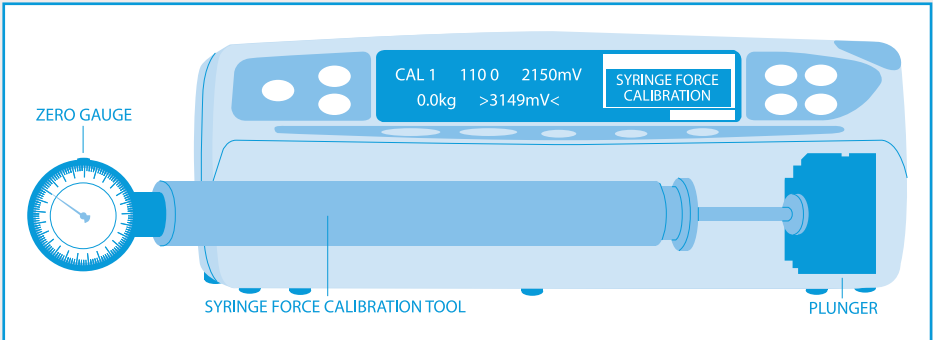 CAL 1 110 0 2150mV
0.0kg >3149mV<
SYRINGE FORCE
CALIBRATION
ZERO GAUGE
SYRINGE FORCE CALIBRATION TOOL
PLUNGER